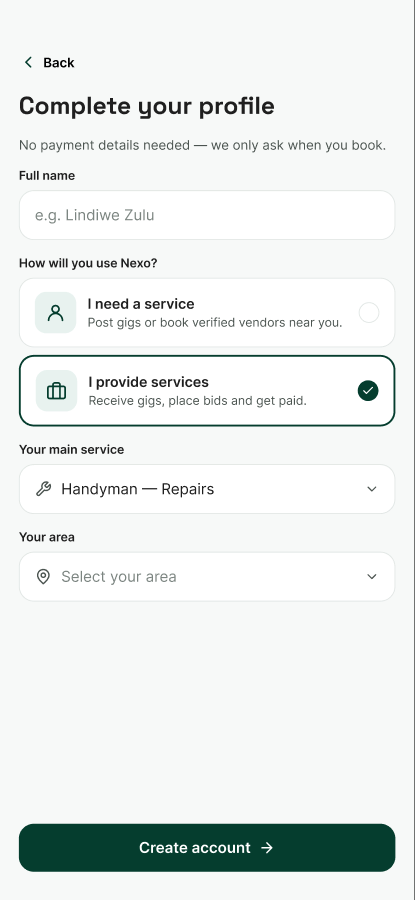 Back
Complete your profile
No payment details needed — we only ask when you book.
Full name
e.g. Lindiwe Zulu
How will you use Nexo?
I need a service
Post gigs or book verified vendors near you.
I provide services
Receive gigs, place bids and get paid.
Your main service
Handyman — Repairs
Your area
Select your area
Create account →